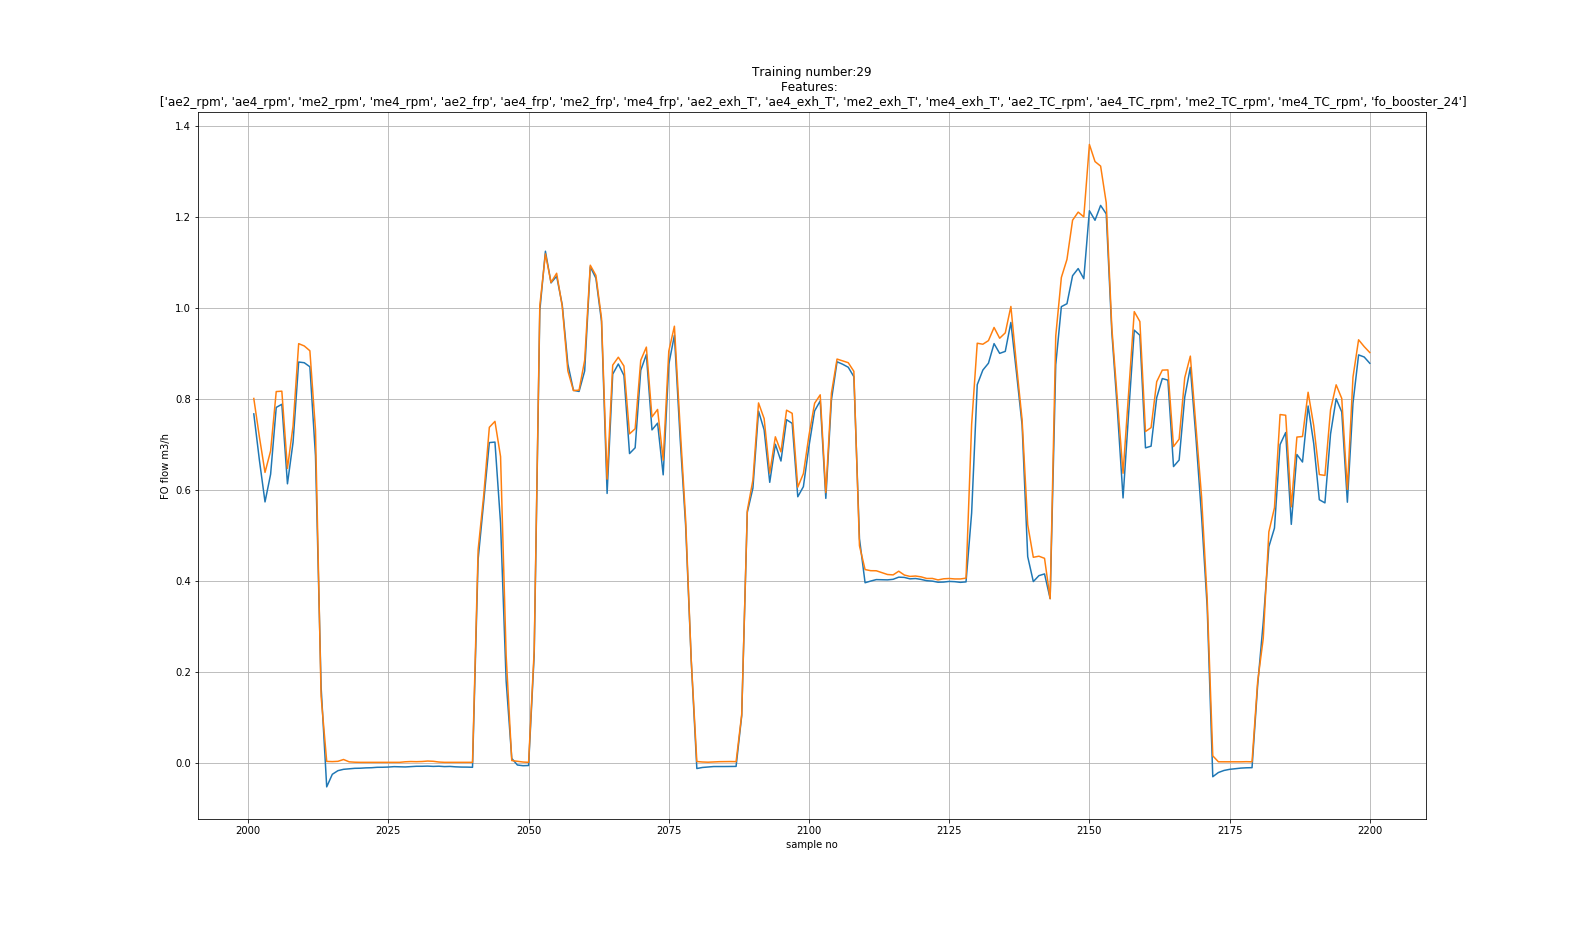 Training number:29
Features:
['ae2_rpm', 'ae4_rpm', 'me2_rpm', 'me4_rpm', 'ae2_frp', 'ae4_frp', 'me2_frp', 'me4_frp', 'ae2_exh_T', 'ae4_exh_T', 'me2_exh_T', 'me4_exh_T', 'ae2_TC_rpm', 'ae4_TC_rpm', 'me2_TC_rpm', 'me4_TC_rpm', 'fo_booster_24']
1.4
1.2
1.0
0.8
0.6
0.4
0.2
0.0
FO flow m3/h
2000 2025 2050 2075 2100 2125 2150 2175 2200
sample no